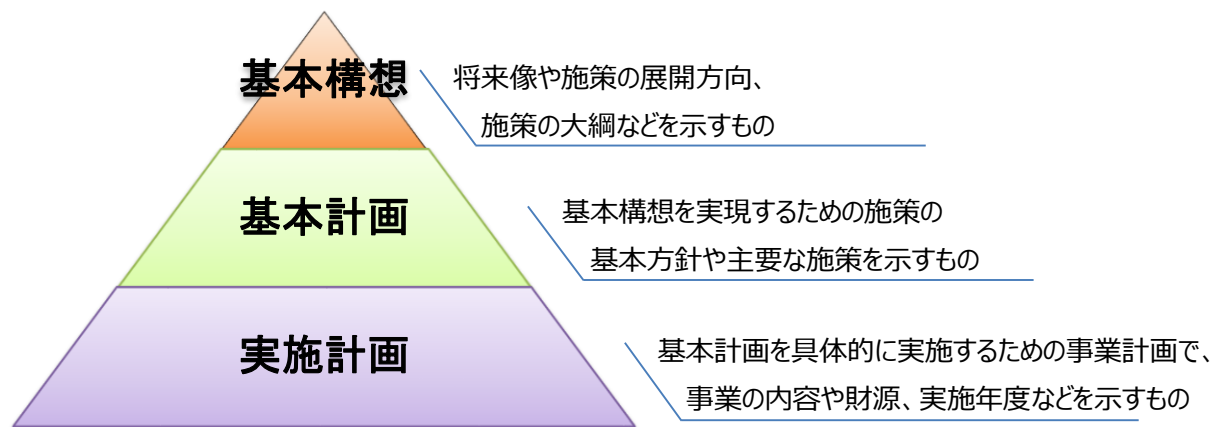 基本構想
将来像や施策の展開方向、
施策の大綱などを示すもの
基本計画
基本構想を実現するための施策の
基本方針や主要な施策を示すもの
実施計画
基本計画を具体的に実施するための事業計画で、
事業の内容や財源、実施年度などを示すもの